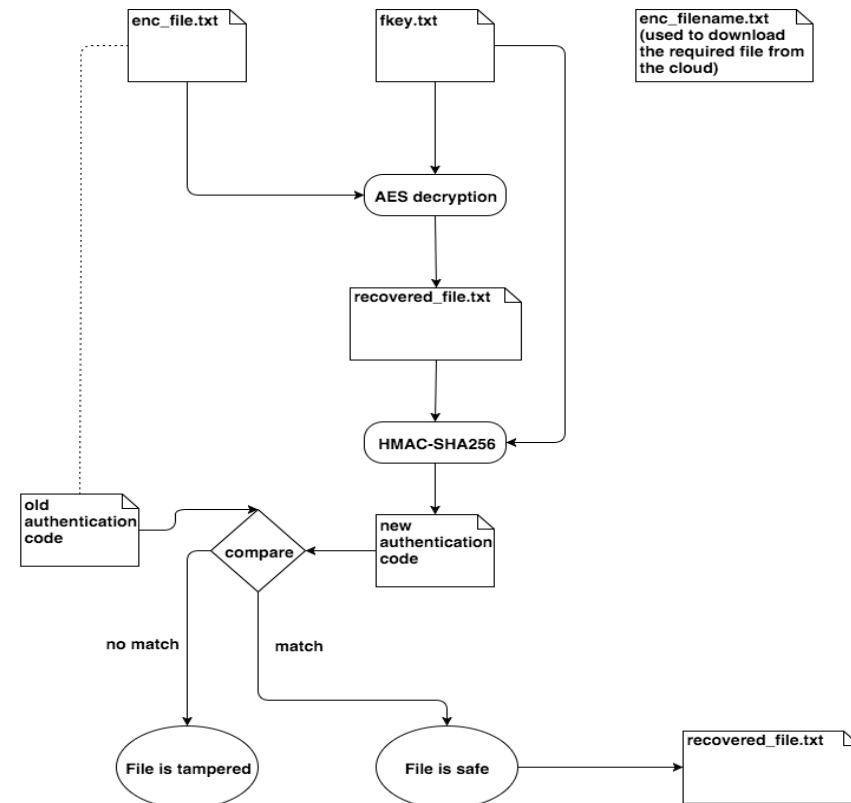 enc_file.txt
fkey.txt
enc_filename.txt
(used to download
the required file from
the cloud)
AES decryption
recovered_file.txt
HMAC-SHA256
old
authentication
code
compare
new
authentication
code
no match
match
File is tampered
File is safe
recovered_file.txt